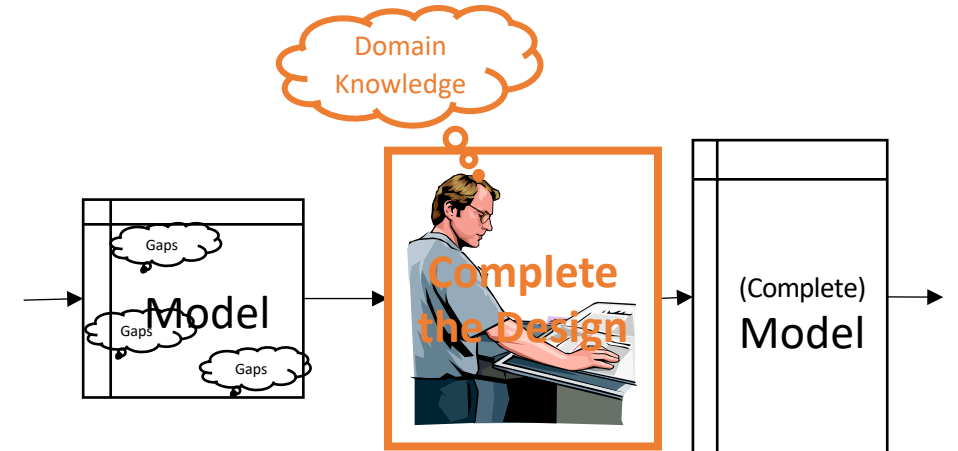 Domain
Knowledge
Gaps
Gaps
Model
Gaps
Complete
the Design
(Complete)
Model